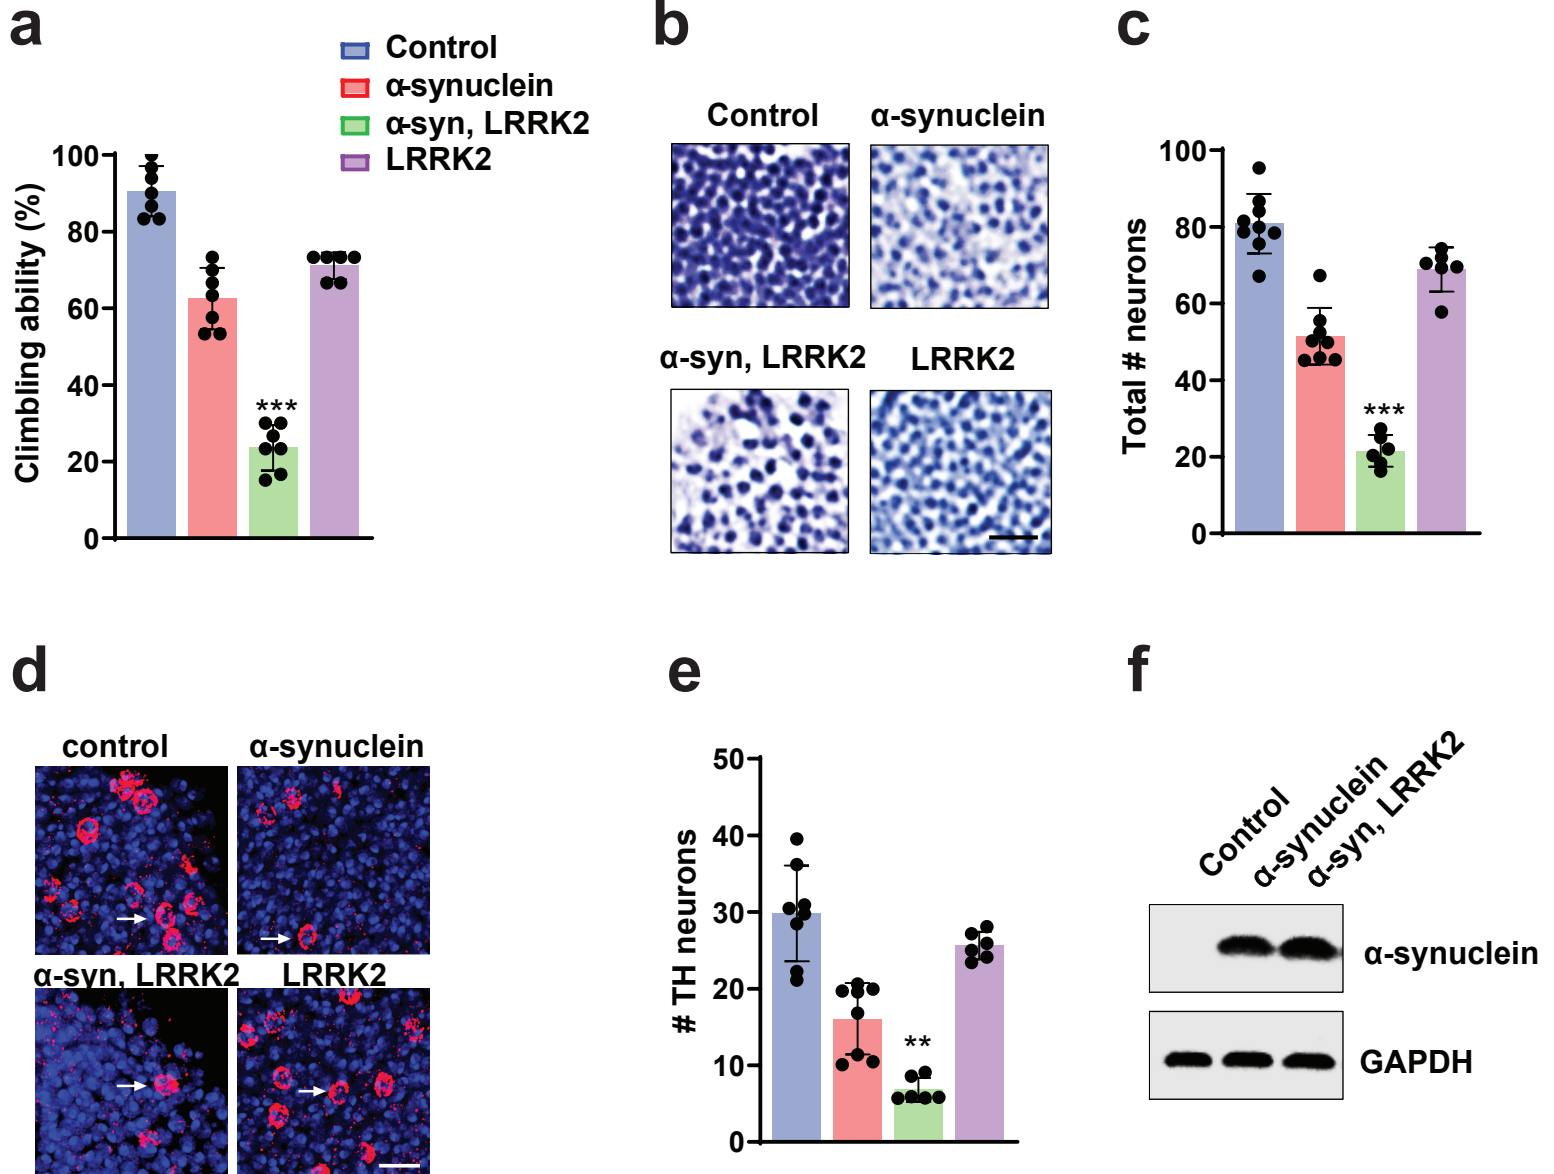 a
Control
α-synuclein
α-syn, LRRK2
LRRK2
Climbling ability (%)
100
80
60
40
20
0
***
b
Control
α-synuclein
α-syn, LRRK2
LRRK2
c
Total # neurons
100
80
60
40
20
0
***
d
control
α-synuclein
α-syn, LRRK2
LRRK2
e
# TH neurons
50
40
30
20
10
0
**
f
Control
α-synuclein
α-syn, LRRK2
α-synuclein
GAPDH